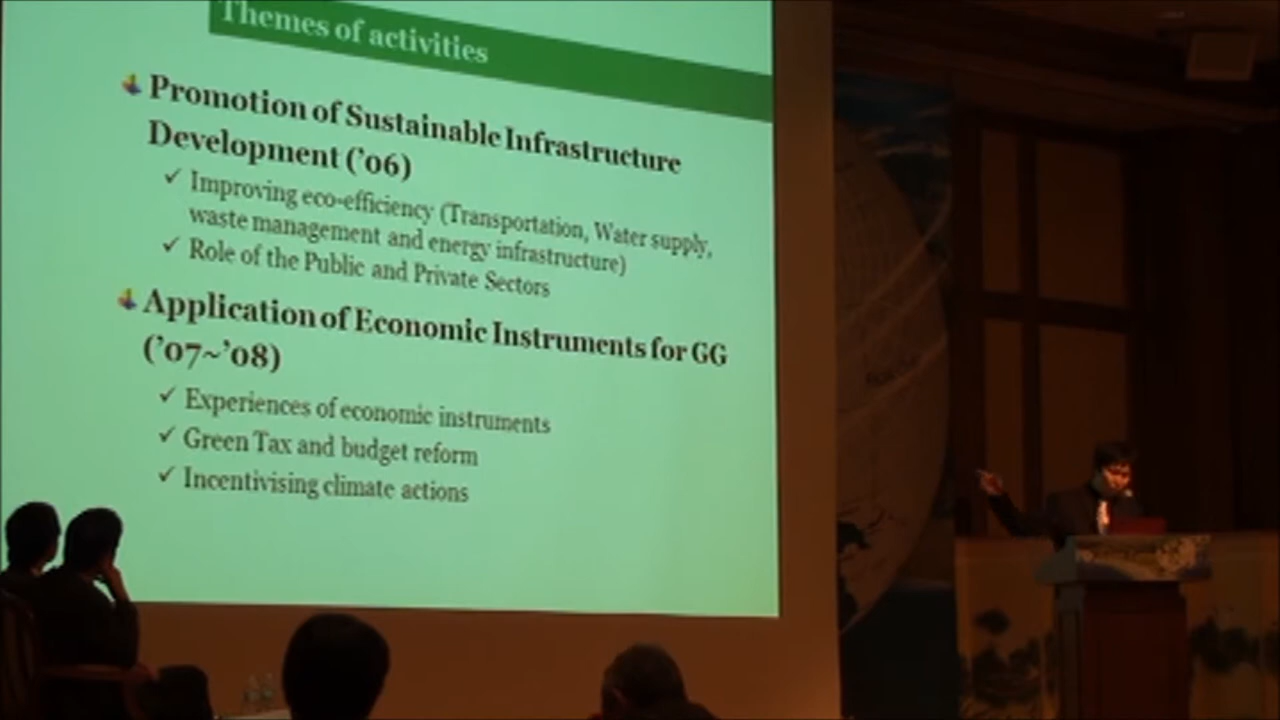 Themes of activities
Promotion of Sustainable Infrastructure
Development ('06)
✓ Improving eco-efficiency (Transportation, Water supply,
waste management and energy infrastructure)
✓ Role of the Public and Private Sectors
Application of Economic Instruments for GG
('07~'08)
✓ Experiences of economic instruments
✓ Green Tax and budget reform
✓ Incentivising climate actions